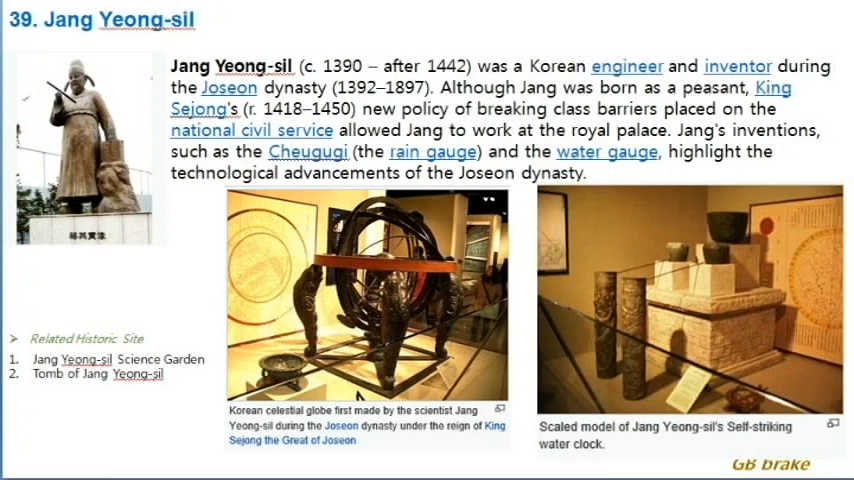 39. Jang Yeong-sil
Jang Yeong-sil (c. 1390 – after 1442) was a Korean engineer and inventor during
the Joseon dynasty (1392–1897). Although Jang was born as a peasant, King
Sejong's (r. 1418–1450) new policy of breaking class barriers placed on the
national civil service allowed Jang to work at the royal palace. Jang's inventions,
such as the Cheugugi (the rain gauge) and the water gauge, highlight the
technological advancements of the Joseon dynasty.
➢ Related Historic Site
1. Jang Yeong-sil Science Garden
2. Tomb of Jang Yeong-sil
Korean celestial globe first made by the scientist Jang
Yeong-sil during the Joseon dynasty under the reign of King
Sejong the Great of Joseon
Scaled model of Jang Yeong-sil's Self-striking
water clock.
GB brake